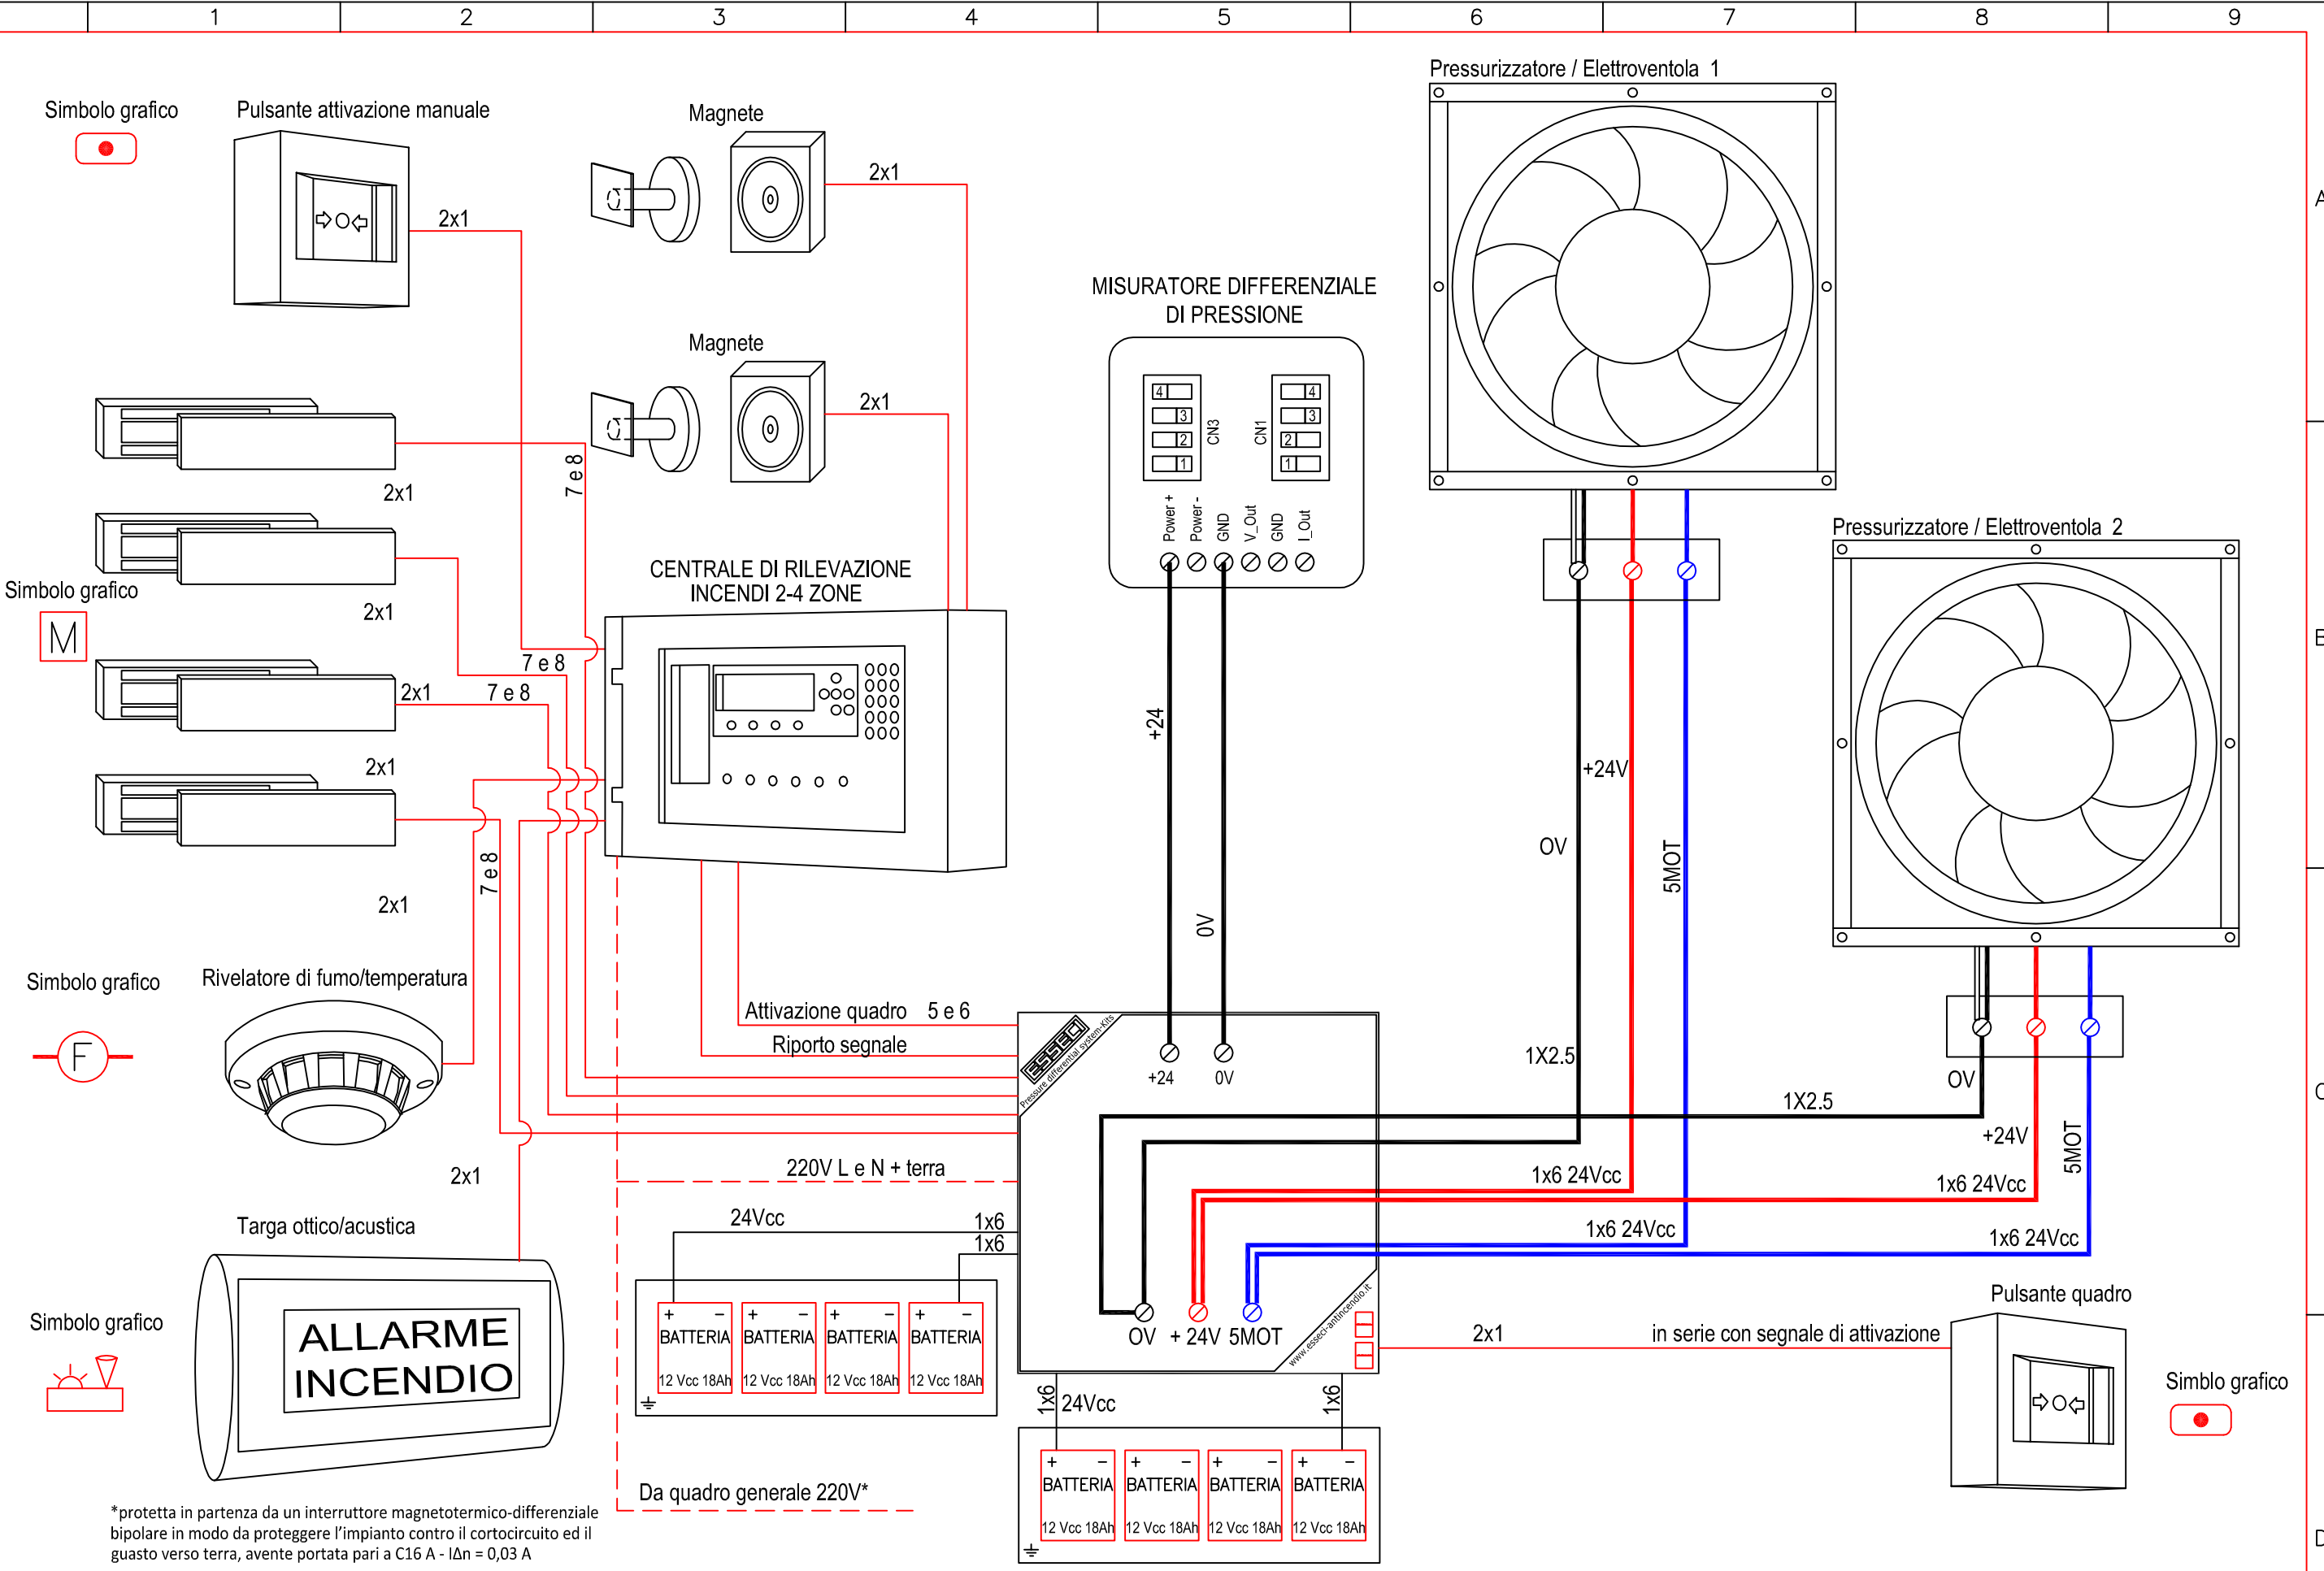 1 2 3 4 5 6 7 8 9
Pressurizzatore / Elettroventola 1
Simbolo grafico
Pulsante attivazione manuale
Magnete
2x1
2x1
A
MISURATORE DIFFERENZIALE
DI PRESSIONE
Magnete
2x1
4
3
2
1
CN3
CN1
4
3
2
1
7 e 8
2x1
Power +
Power -
GND
V_Out
GND
I_Out
Pressurizzatore / Elettroventola 2
CENTRALE DI RILEVAZIONE
INCENDI 2-4 ZONE
Simbolo grafico
M
2x1
B
7 e 8
2x1
7 e 8
+24
+24V
2x1
OV
5MOT
7 e 8
2x1
0V
Simbolo grafico
Rivelatore di fumo/temperatura
F
Attivazione quadro 5 e 6
Riporto segnale
ESSECI
Pressure differential system-Kits
+24
0V
1X2.5
OV
1X2.5
C
+24V
5MOT
2x1
220V L e N + terra
1x6 24Vcc
1x6 24Vcc
Targa ottico/acustica
24Vcc
1x6
1x6
1x6 24Vcc
1x6 24Vcc
Simbolo grafico
ALLARME
INCENDIO
+ − + − + − + −
BATTERIA BATTERIA BATTERIA BATTERIA
12 Vcc 18Ah 12 Vcc 18Ah 12 Vcc 18Ah 12 Vcc 18Ah
OV + 24V 5MOT
www.esseci-antincendio.it
Pulsante quadro
2x1
in serie con segnale di attivazione
Simblo grafico
1x6
24Vcc
1x6
+ − + − + − + −
BATTERIA BATTERIA BATTERIA BATTERIA
12 Vcc 18Ah 12 Vcc 18Ah 12 Vcc 18Ah 12 Vcc 18Ah
Da quadro generale 220V*
*protetta in partenza da un interruttore magnetotermico-differenziale
bipolare in modo da proteggere l'impianto contro il cortocircuito ed il
guasto verso terra, avente portata pari a C16 A - IΔn = 0,03 A
D